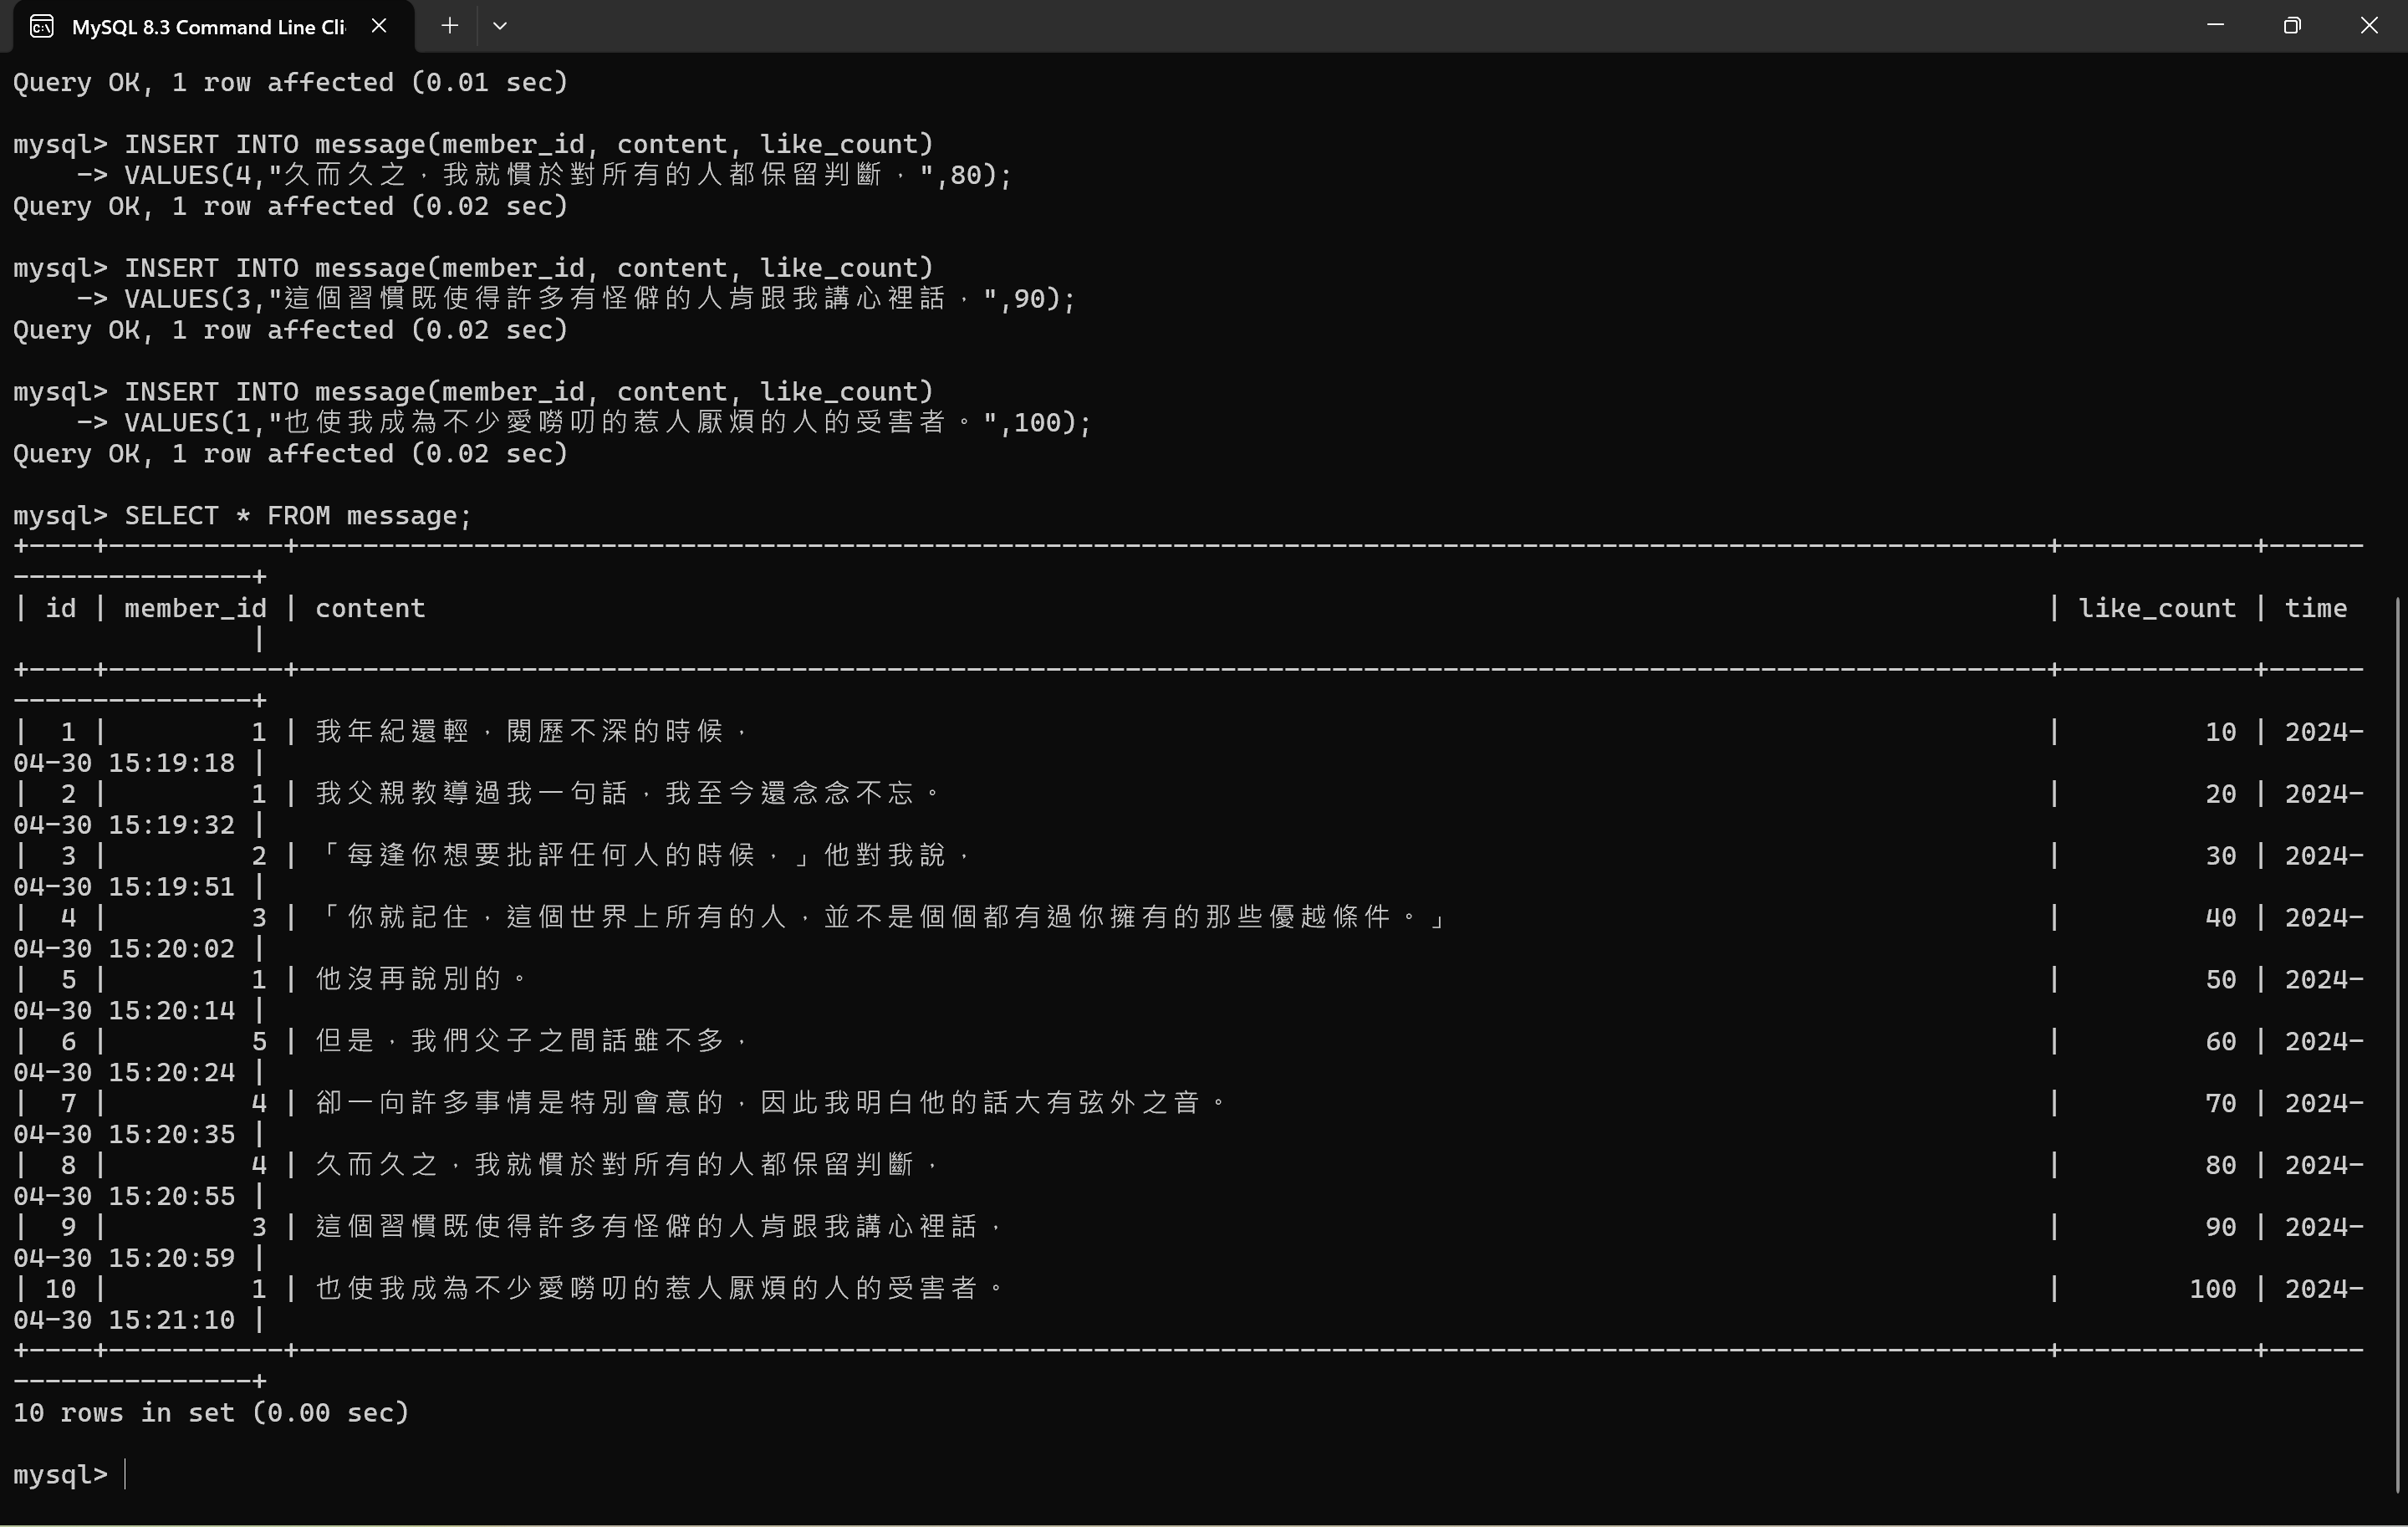 MySQL 8.3 Command Line Cli
Query OK, 1 row affected (0.01 sec)
mysql> INSERT INTO message(member_id, content, like_count)
    -> VALUES(4,"久而久之，我就慣於對所有的人都保留判斷，",80);
Query OK, 1 row affected (0.02 sec)
mysql> INSERT INTO message(member_id, content, like_count)
    -> VALUES(3,"這個習慣既使得許多有怪僻的人肯跟我講心裡話，",90);
Query OK, 1 row affected (0.02 sec)
mysql> INSERT INTO message(member_id, content, like_count)
    -> VALUES(1,"也使我成為不少愛嘮叨的惹人厭煩的人的受害者。",100);
Query OK, 1 row affected (0.02 sec)
mysql> SELECT * FROM message;
| id | member_id | content | like_count | time
|
| 1 | 1 | 我年紀還輕，閱歷不深的時候， | 10 | 2024-
04-30 15:19:18 |
| 2 | 1 | 我父親教導過我一句話，我至今還念念不忘。 | 20 | 2024-
04-30 15:19:32 |
| 3 | 2 | 「每逢你想要批評任何人的時候，」他對我說， | 30 | 2024-
04-30 15:19:51 |
| 4 | 3 | 「你就記住，這個世界上所有的人，並不是個個都有過你擁有的那些優越條件。」 | 40 | 2024-
04-30 15:20:02 |
| 5 | 1 | 他沒再說別的。 | 50 | 2024-
04-30 15:20:14 |
| 6 | 5 | 但是，我們父子之間話雖不多， | 60 | 2024-
04-30 15:20:24 |
| 7 | 4 | 卻一向許多事情是特別會意的，因此我明白他的話大有弦外之音。 | 70 | 2024-
04-30 15:20:35 |
| 8 | 4 | 久而久之，我就慣於對所有的人都保留判斷， | 80 | 2024-
04-30 15:20:55 |
| 9 | 3 | 這個習慣既使得許多有怪僻的人肯跟我講心裡話， | 90 | 2024-
04-30 15:20:59 |
| 10 | 1 | 也使我成為不少愛嘮叨的惹人厭煩的人的受害者。 | 100 | 2024-
04-30 15:21:10 |
10 rows in set (0.00 sec)
mysql>